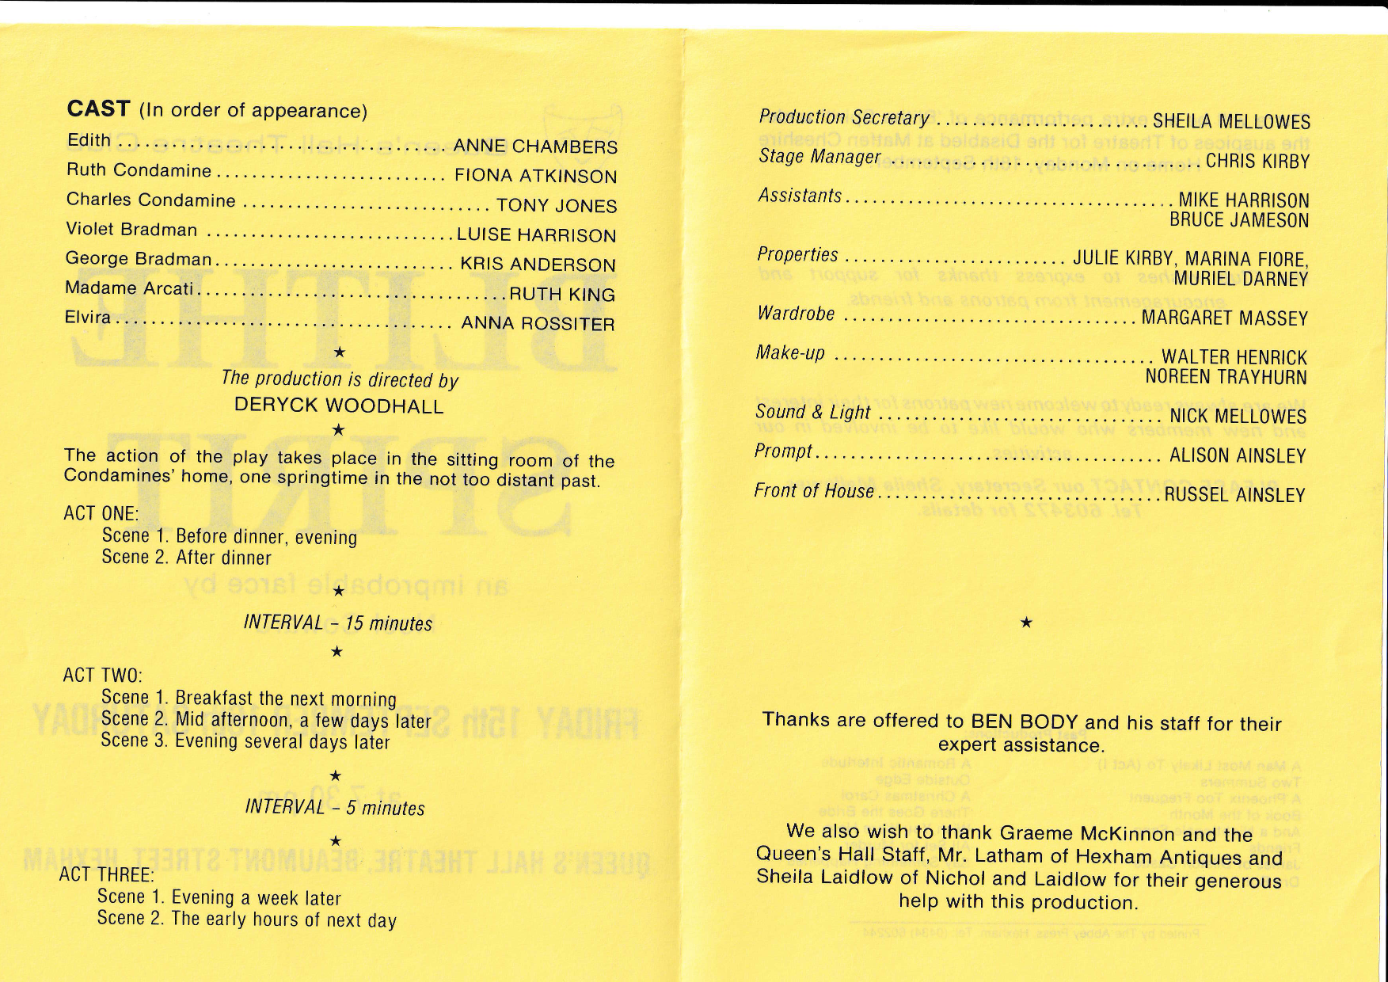 CAST (In order of appearance)
Edith ..................................... ANNE CHAMBERS
Ruth Condamine .......................... FIONA ATKINSON
Charles Condamine ............................ TONY JONES
Violet Bradman ............................ LUISE HARRISON
George Bradman ........................... KRIS ANDERSON
Madame Arcati ................................... RUTH KING
Elvira ...................................... ANNA ROSSITER
★
The production is directed by
DERYCK WOODHALL
★
The action of the play takes place in the sitting room of the
Condamines' home, one springtime in the not too distant past.
ACT ONE:
Scene 1. Before dinner, evening
Scene 2. After dinner
★
INTERVAL – 15 minutes
★
ACT TWO:
Scene 1. Breakfast the next morning
Scene 2. Mid afternoon, a few days later
Scene 3. Evening several days later
★
INTERVAL – 5 minutes
★
ACT THREE:
Scene 1. Evening a week later
Scene 2. The early hours of next day
Production Secretary ........................ SHEILA MELLOWES
Stage Manager ................................... CHRIS KIRBY
Assistants ..................................... MIKE HARRISON
BRUCE JAMESON
Properties ......................... JULIE KIRBY, MARINA FIORE,
MURIEL DARNEY
Wardrobe ................................. MARGARET MASSEY
Make-up .................................... WALTER HENRICK
NOREEN TRAYHURN
Sound & Light ................................ NICK MELLOWES
Prompt ....................................... ALISON AINSLEY
Front of House ................................ RUSSEL AINSLEY
★
Thanks are offered to BEN BODY and his staff for their
expert assistance.
We also wish to thank Graeme McKinnon and the
Queen's Hall Staff, Mr. Latham of Hexham Antiques and
Sheila Laidlow of Nichol and Laidlow for their generous
help with this production.